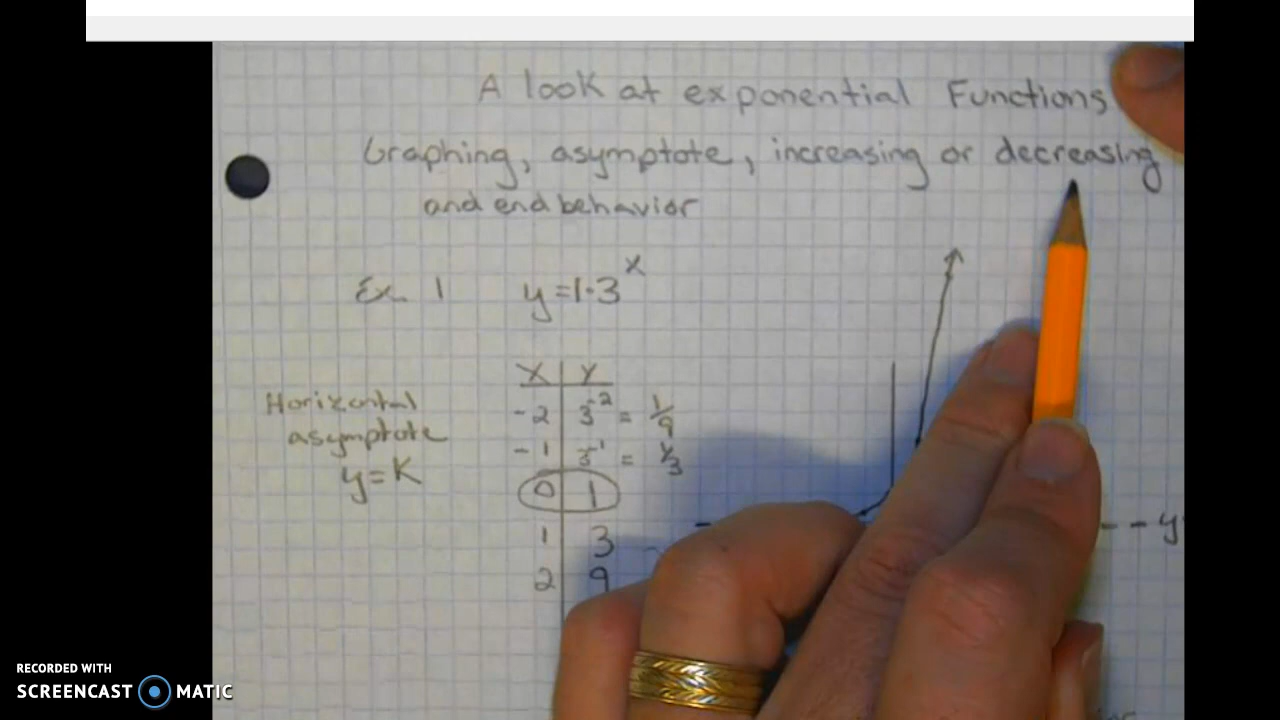 A look at exponential Functions
Graphing, asymptote, increasing or decreasing
and end behavior
Ex. 1 y=1·3^x
X | Y
-2 | 3^-2 = 1/9
-1 | 3^-1 = 1/3
0 | 1
1 | 3
2 | 9
Horizontal
asymptote
y=K
y
RECORDED WITH
SCREENCAST MATIC